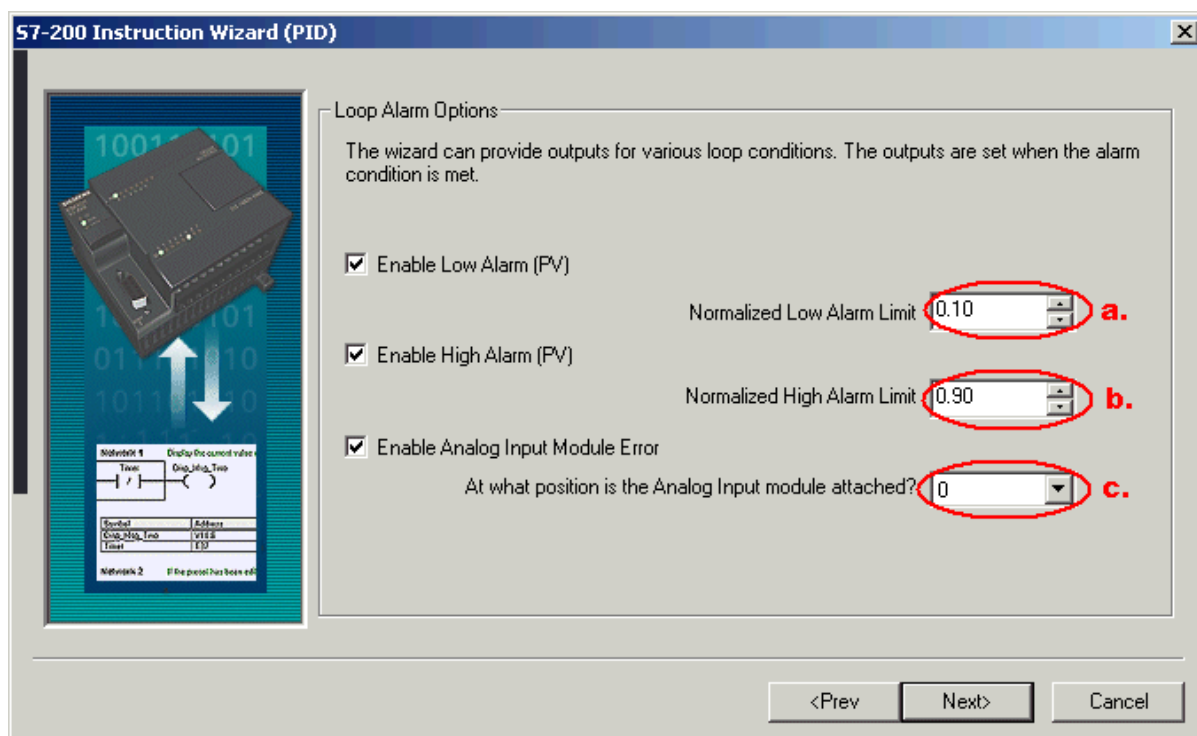 S7-200 Instruction Wizard (PID)
Loop Alarm Options
The wizard can provide outputs for various loop conditions. The outputs are set when the alarm
condition is met.
Enable Low Alarm (PV)
Normalized Low Alarm Limit 0.10 a.
Enable High Alarm (PV)
Normalized High Alarm Limit 0.90 b.
Enable Analog Input Module Error
At what position is the Analog Input module attached? 0 c.
Network 1
Symbol Address
Network 2
<Prev Next> Cancel